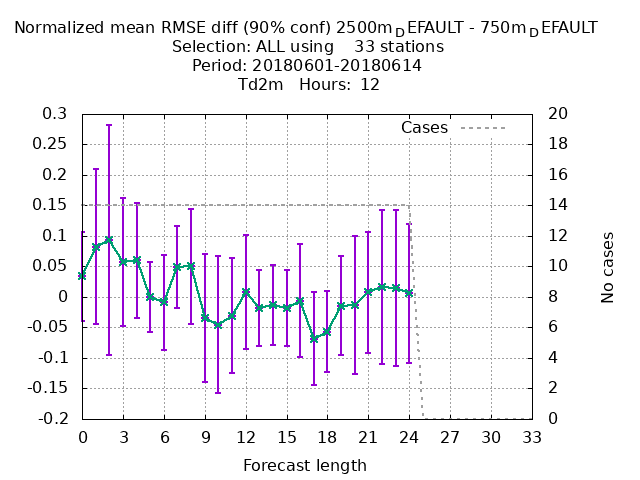 Normalized mean RMSE diff (90% conf) 2500m_DEFAULT - 750m_DEFAULT
Selection: ALL using 33 stations
Period: 20180601-20180614
Td2m Hours: 12
Cases
0.3
0.25
0.2
0.15
0.1
0.05
0
-0.05
-0.1
-0.15
-0.2
20
18
16
14
12
10
8
6
4
2
0
No cases
0 3 6 9 12 15 18 21 24 27 30 33
Forecast length